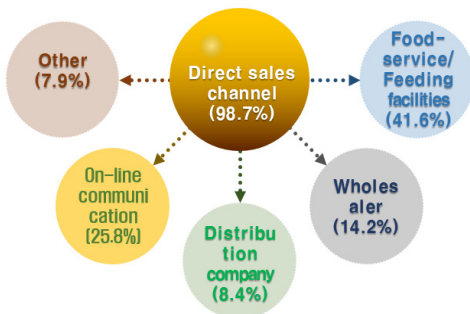 Other
(7.9%)
Direct sales
channel
(98.7%)
Food-
service/
Feeding
facilities
(41.6%)
On-line
communi
cation
(25.8%)
Distribu
tion
company
(8.4%)
Wholes
aler
(14.2%)